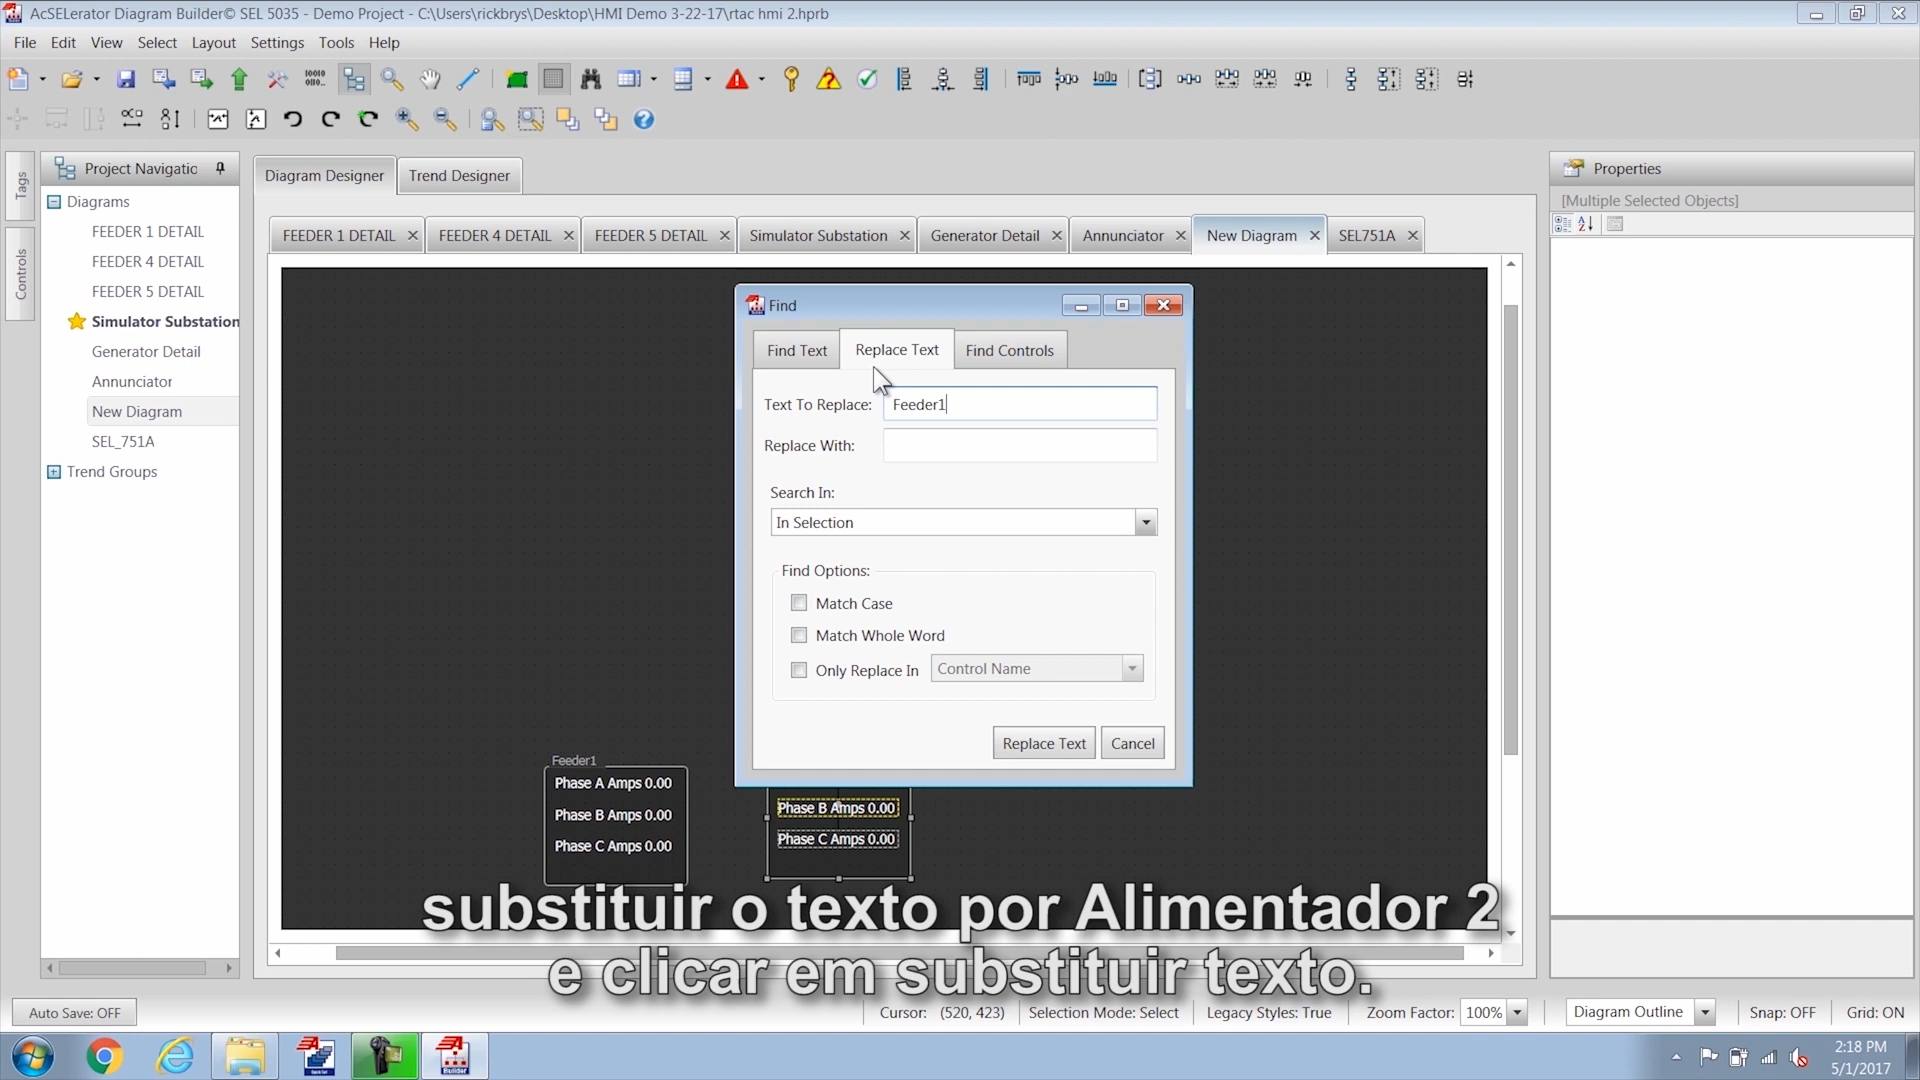 AcSELerator Diagram Builder© SEL 5035 - Demo Project - C:\Users\rickbrys\Desktop\HMI Demo 3-22-17\rtac hmi 2.hprb
File Edit View Select Layout Settings Tools Help
Tags
Controls
Project Navigatic
Diagrams
FEEDER 1 DETAIL
FEEDER 4 DETAIL
FEEDER 5 DETAIL
Simulator Substation
Generator Detail
Annunciator
New Diagram
SEL_751A
Trend Groups
Diagram Designer Trend Designer
FEEDER 1 DETAIL FEEDER 4 DETAIL FEEDER 5 DETAIL Simulator Substation Generator Detail Annunciator New Diagram SEL751A
Find
Find Text Replace Text Find Controls
Text To Replace: Feeder1
Replace With:
Search In:
In Selection
Find Options:
Match Case
Match Whole Word
Only Replace In Control Name
Replace Text Cancel
Feeder1
Phase A Amps 0.00
Phase B Amps 0.00
Phase C Amps 0.00
Phase B Amps 0.00
Phase C Amps 0.00
Properties
[Multiple Selected Objects]
substituir o texto por Alimentador 2
e clicar em substituir texto.
Auto Save: OFF Cursor: (520, 423) Selection Mode: Select Legacy Styles: True Zoom Factor: 100% Diagram Outline Snap: OFF Grid: ON
Builder
2:18 PM
5/1/2017